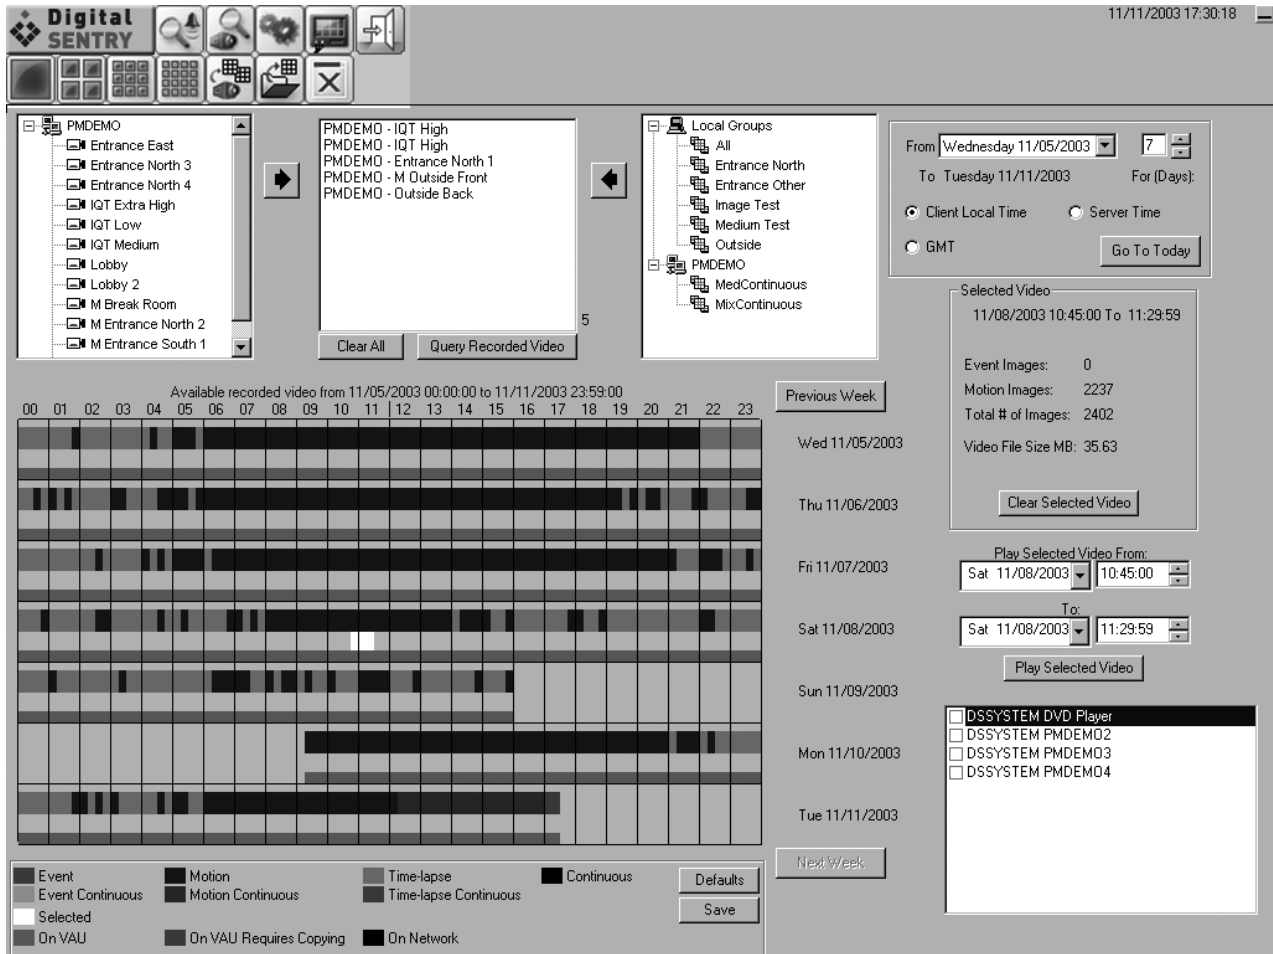 Digital
SENTRY
11/11/2003 17:30:18
PMDEMO
Entrance East
Entrance North 3
Entrance North 4
IQT Extra High
IQT Low
IQT Medium
Lobby
Lobby 2
M Break Room
M Entrance North 2
M Entrance South 1
PMDEMO - IQT High
PMDEMO - IQT High
PMDEMO - Entrance North 1
PMDEMO - M Outside Front
PMDEMO - Outside Back
5
Clear All
Query Recorded Video
Local Groups
All
Entrance North
Entrance Other
Image Test
Medium Test
Outside
PMDEMO
MedContinuous
MixContinuous
From Wednesday 11/05/2003 7
To Tuesday 11/11/2003 For (Days):
Client Local Time Server Time
GMT Go To Today
Selected Video
11/08/2003 10:45:00 To 11:29:59
Event Images: 0
Motion Images: 2237
Total # of Images: 2402
Video File Size MB: 35.63
Clear Selected Video
Available recorded video from 11/05/2003 00:00:00 to 11/11/2003 23:59:00
00 01 02 03 04 05 06 07 08 09 10 11 12 13 14 15 16 17 18 19 20 21 22 23
Previous Week
Wed 11/05/2003
Thu 11/06/2003
Fri 11/07/2003
Sat 11/08/2003
Sun 11/09/2003
Mon 11/10/2003
Tue 11/11/2003
Next Week
Play Selected Video From:
Sat 11/08/2003 10:45:00
To:
Sat 11/08/2003 11:29:59
Play Selected Video
DSSYSTEM DVD Player
DSSYSTEM PMDEMO2
DSSYSTEM PMDEMO3
DSSYSTEM PMDEMO4
Event Motion Time-lapse Continuous
Event Continuous Motion Continuous Time-lapse Continuous
Selected
On VAU On VAU Requires Copying On Network
Defaults
Save